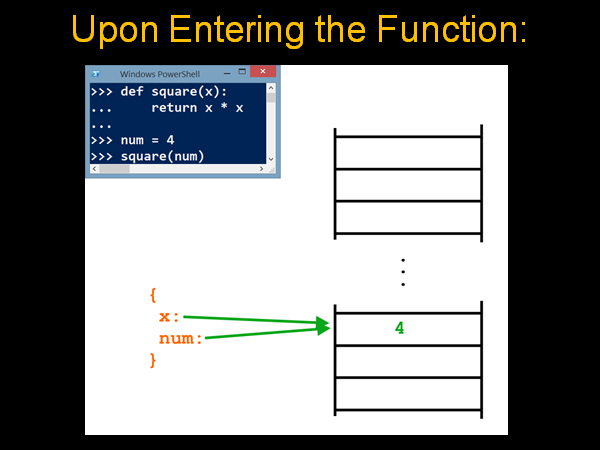 Upon Entering the Function:
Windows PowerShell
>>> def square(x):
...     return x * x
...
>>> num = 4
>>> square(num)
{
x:
num:
}
4